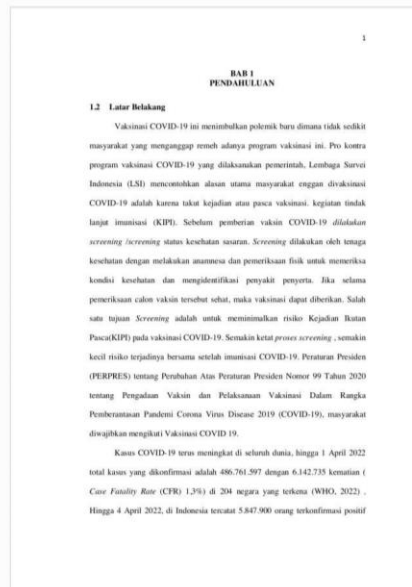 1
BAB 1
PENDAHULUAN
1.2 Latar Belakang
Vaksinasi COVID-19 ini menimbulkan polemik baru dimana tidak sedikit
masyarakat yang menganggap remeh adanya program vaksinasi ini. Pro kontra
program vaksinasi COVID-19 yang dilaksanakan pemerintah, Lembaga Survei
Indonesia (LSI) mencontohkan alasan utama masyarakat enggan divaksinasi
COVID-19 adalah karena takut kejadian atau pasca vaksinasi. kegiatan tindak
lanjut imunisasi (KIPI). Sebelum pemberian vaksin COVID-19 dilakukan
screening /screening status kesehatan sasaran. Screening dilakukan oleh tenaga
kesehatan dengan melakukan anamnesa dan pemeriksaan fisik untuk memeriksa
kondisi kesehatan dan mengidentifikasi penyakit penyerta. Jika selama
pemeriksaan calon vaksin tersebut sehat, maka vaksinasi dapat diberikan. Salah
satu tujuan Screening adalah untuk meminimalkan risiko Kejadian Ikutan
Pasca(KIPI) pada vaksinasi COVID-19. Semakin ketat proses screening , semakin
kecil risiko terjadinya bersama setelah imunisasi COVID-19. Peraturan Presiden
(PERPRES) tentang Perubahan Atas Peraturan Presiden Nomor 99 Tahun 2020
tentang Pengadaan Vaksin dan Pelaksanaan Vaksinasi Dalam Rangka
Pemberantasan Pandemi Corona Virus Disease 2019 (COVID-19), masyarakat
diwajibkan mengikuti Vaksinasi COVID 19.
Kasus COVID-19 terus meningkat di seluruh dunia, hingga 1 April 2022
total kasus yang dikonfirmasi adalah 486.761.597 dengan 6.142.735 kematian (
Case Fatality Rate (CFR) 1,3%) di 204 negara yang terkena (WHO, 2022) .
Hingga 4 April 2022, di Indonesia tercatat 5.847.900 orang terkonfirmasi positif